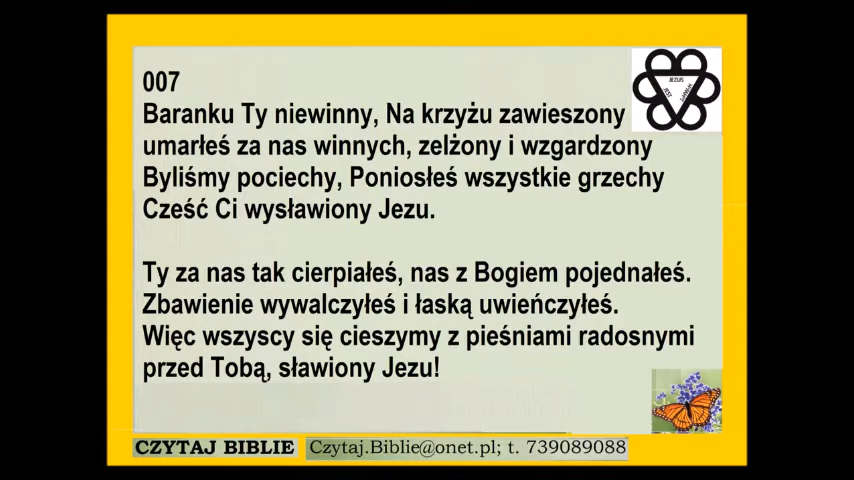 007
Baranku Ty niewinny, Na krzyżu zawieszony
umarłeś za nas winnych, zelżony i wzgardzony
Byliśmy pociechy, Poniosłeś wszystkie grzechy
Cześć Ci wysławiony Jezu.
Ty za nas tak cierpiałeś, nas z Bogiem pojednałeś.
Zbawienie wywalczyłeś i łaską uwieńczyłeś.
Więc wszyscy się cieszymy z pieśniami radosnymi
przed Tobą, sławiony Jezu!
JEZUS
JEST
CZYTAJ BIBLIE
Czytaj.Biblie@onet.pl; t. 739089088